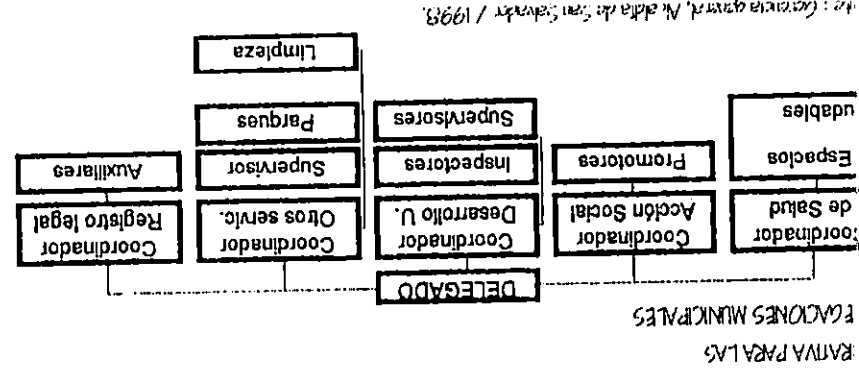 RATIVA PARA LAS
EGACIONES MUNICIPALES
DELEGADO
oordinador
de Salud
Espacios
udables
Coordinador
Acción Social
Promotores
Coordinador
Desarrollo U.
Inspectores
Supervisores
Coordinador
Otros servic.
Supervisor
Parques
Limpieza
Coordinador
Registro legal
Auxiliares
: Gerencia general, Alcaldía de San Salvador / 1998.